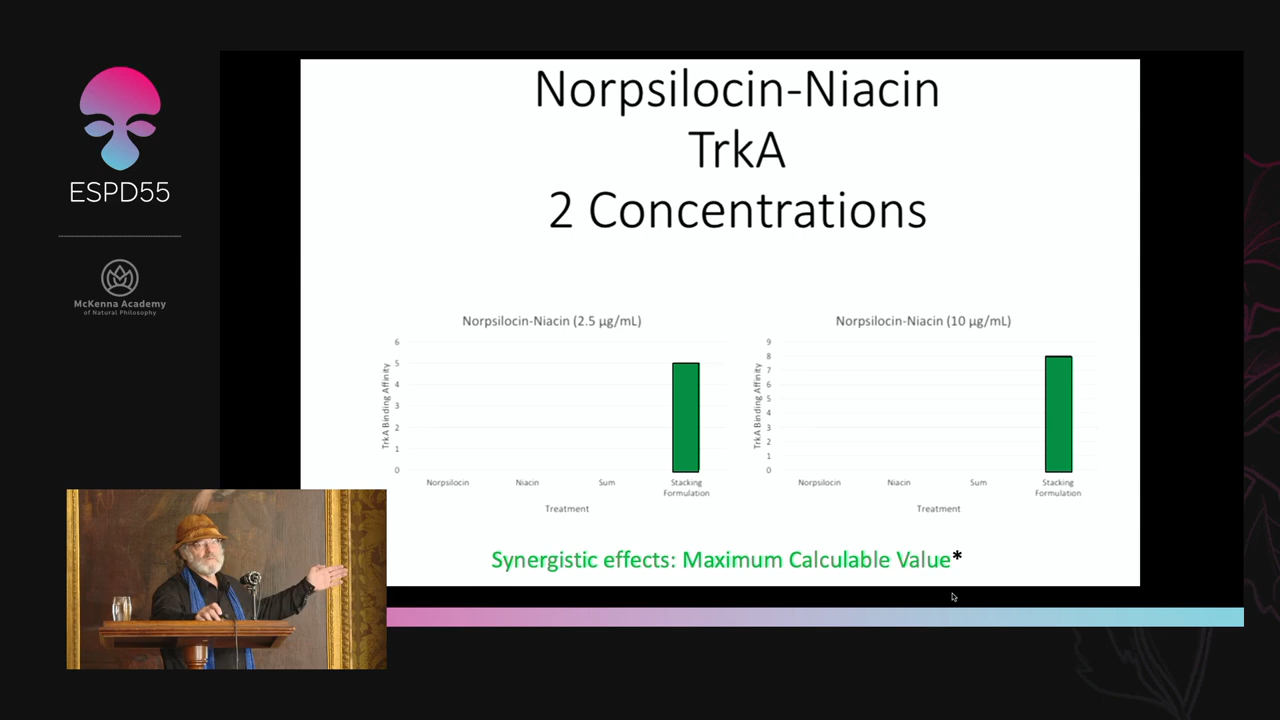 ESPD55
McKenna Academy
of Natural Philosophy
Norpsilocin-Niacin
TrkA
2 Concentrations
Norpsilocin-Niacin (2.5 µg/mL)
TrkA Binding Affinity
6
5
4
3
2
1
0
Norpsilocin
Niacin
Sum
Stacking
Formulation
Treatment
Norpsilocin-Niacin (10 µg/mL)
TrkA Binding Affinity
9
8
7
6
5
4
3
2
1
0
Norpsilocin
Niacin
Sum
Stacking
Formulation
Treatment
Synergistic effects: Maximum Calculable Value*